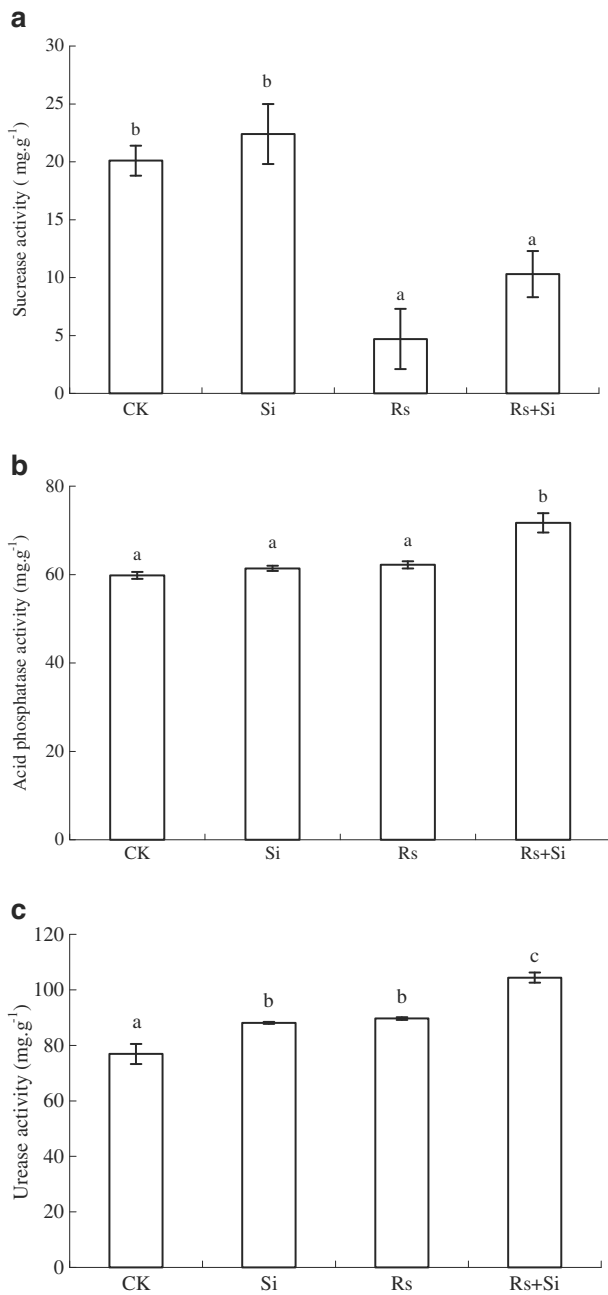 a
30
25
20
15
10
5
0
Sucrease activity ( mg.g⁻¹)
b
b
a
a
CK Si Rs Rs+Si
b
80
60
40
20
0
Acid phosphatase activity (mg.g⁻¹)
a
a
a
b
CK Si Rs Rs+Si
c
120
100
80
60
40
20
0
Urease activity (mg.g⁻¹)
a
b
b
c
CK Si Rs Rs+Si